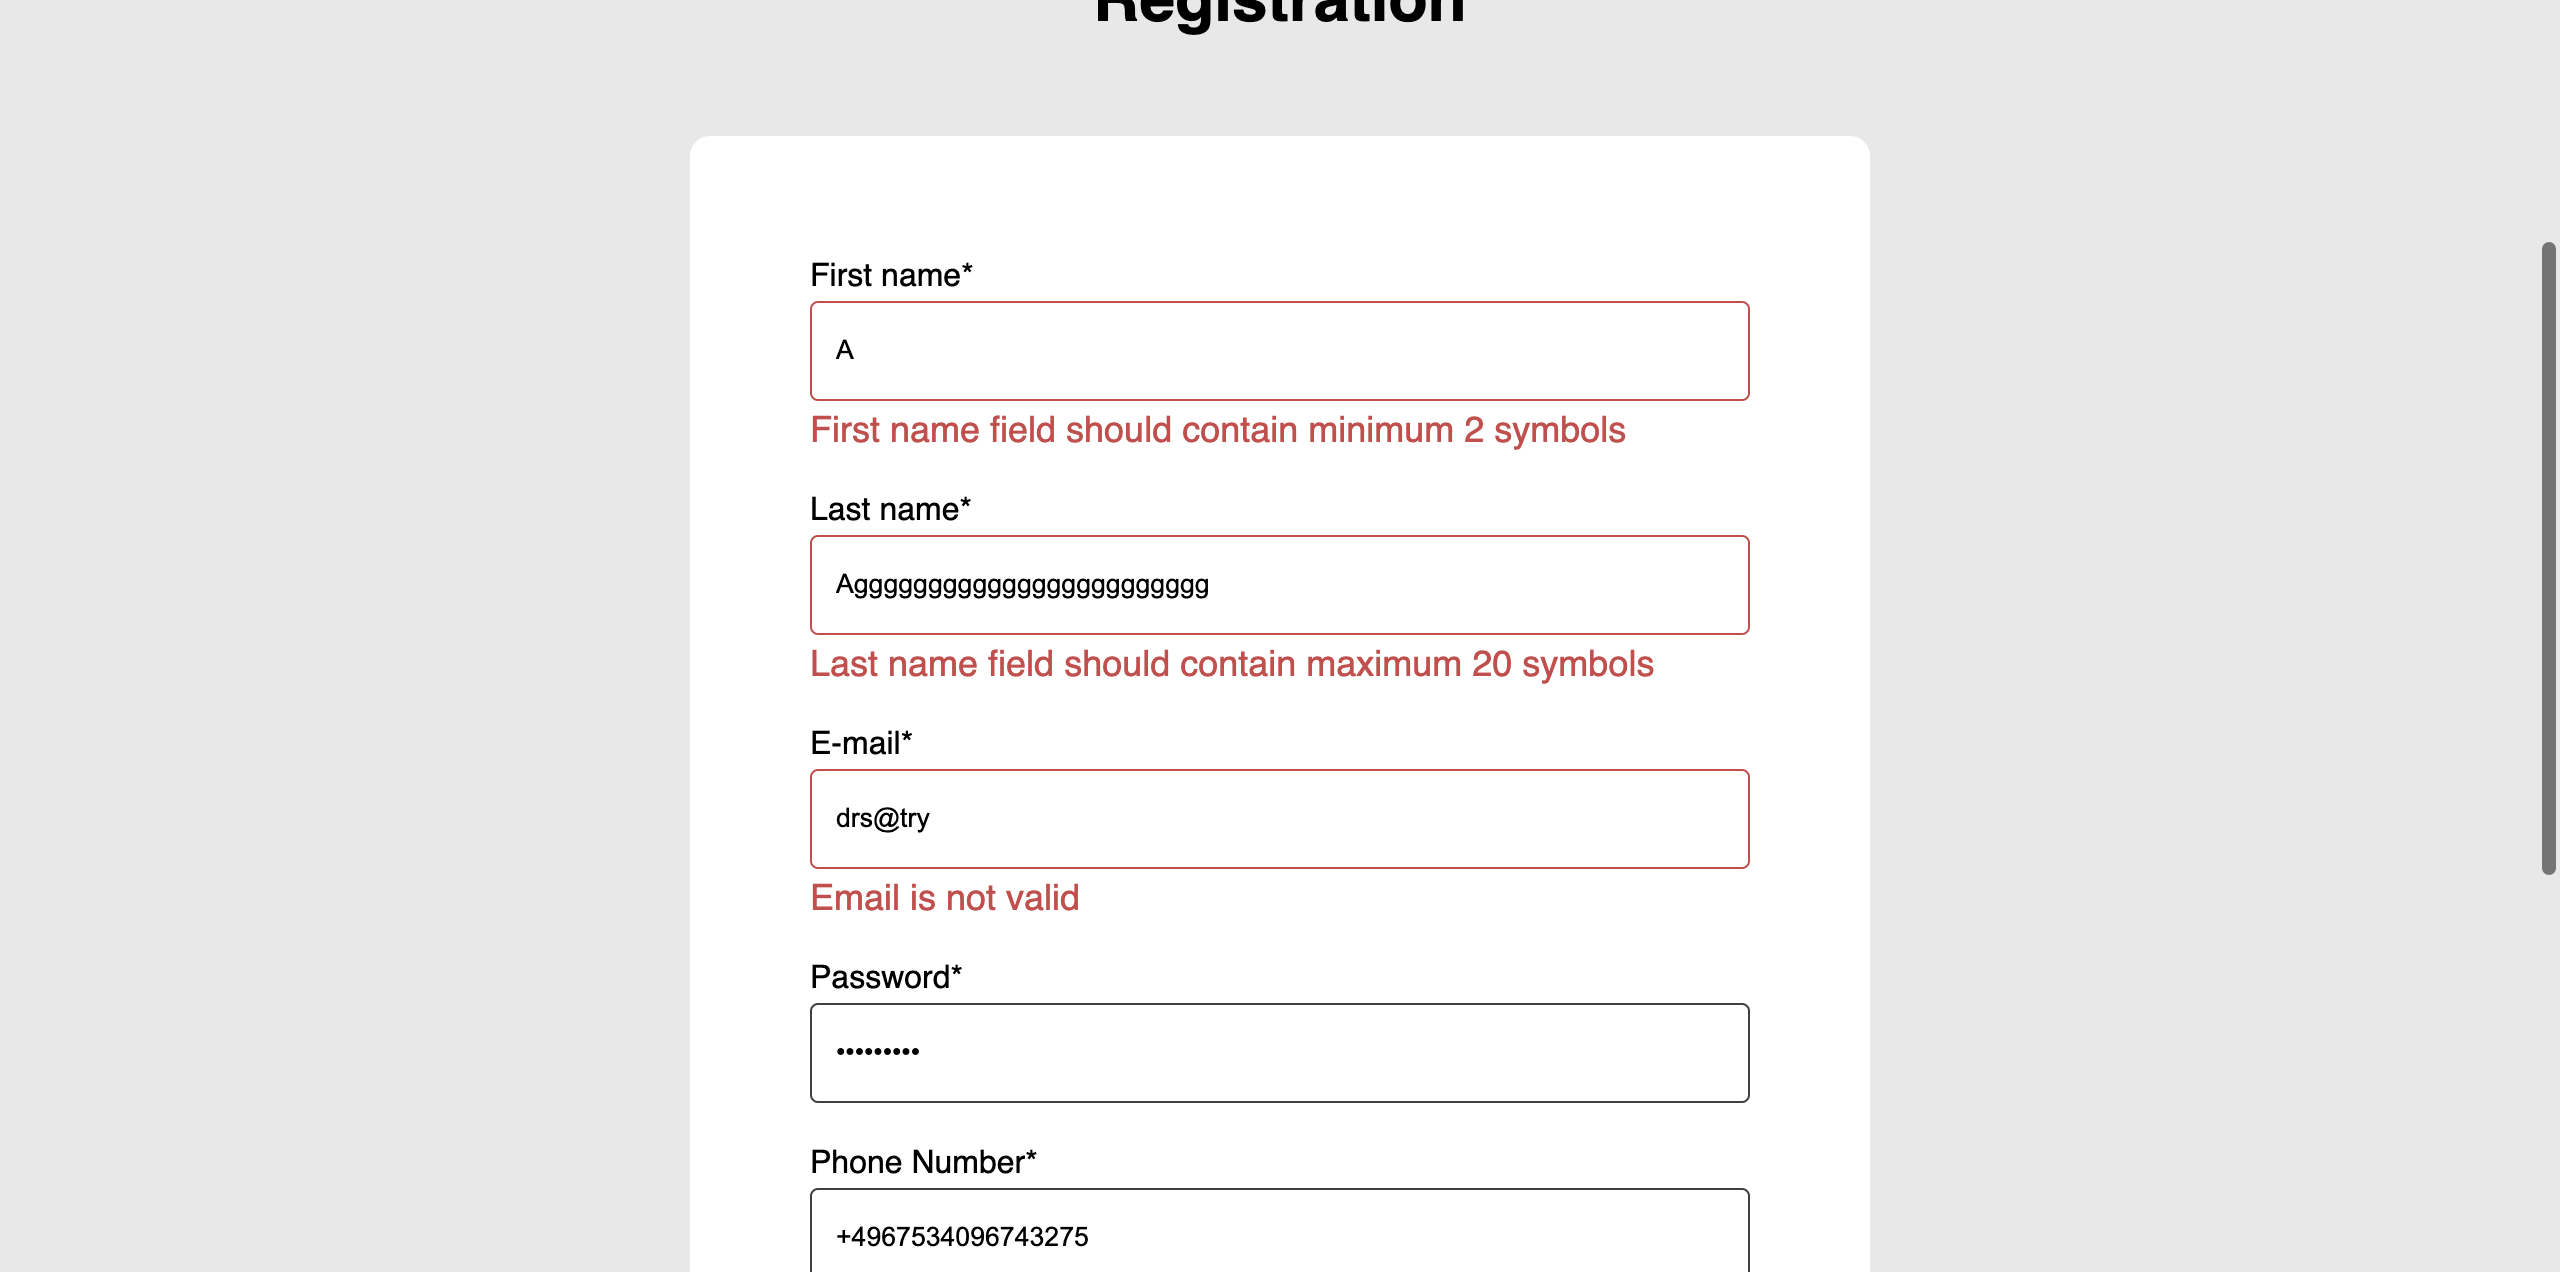 Registration
First name*
A
First name field should contain minimum 2 symbols
Last name*
Agggggggggggggggggggggggg
Last name field should contain maximum 20 symbols
E-mail*
drs@try
Email is not valid
Password*
•••••••••
Phone Number*
+4967534096743275